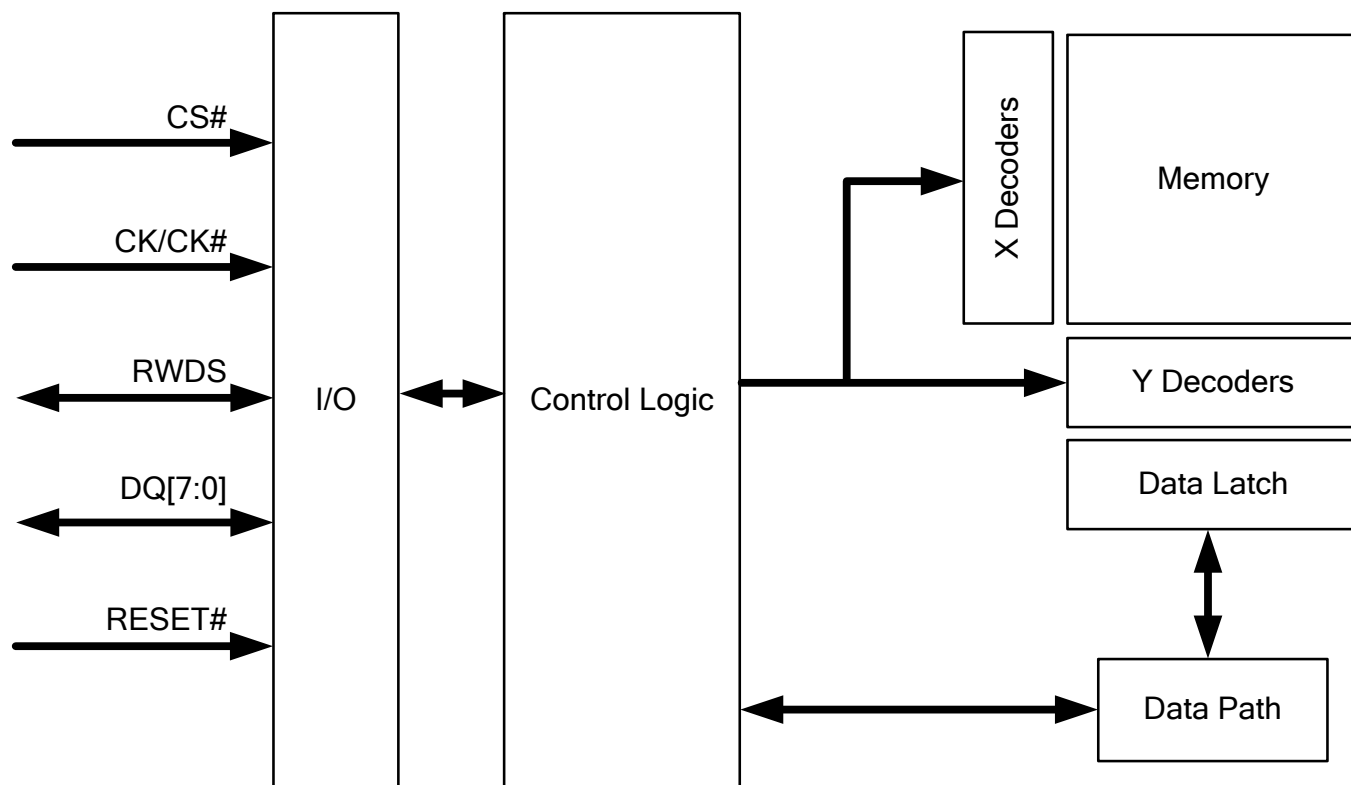 CS#
CK/CK#
RWDS
DQ[7:0]
RESET#
I/O
Control Logic
X Decoders
Memory
Y Decoders
Data Latch
Data Path